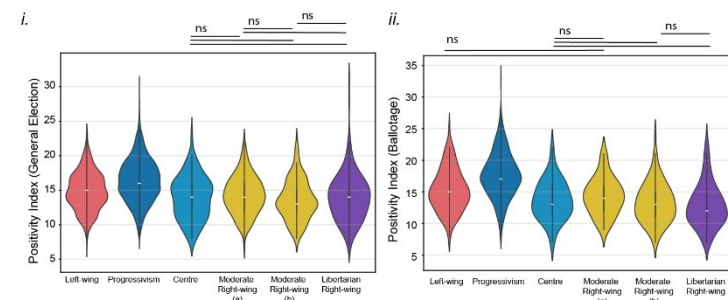 i.
ns
ns
ns
Positivity Index (General Election)
30
25
20
15
10
5
Left-wing
Progressivism
Centre
Moderate
Right-wing
(a)
Moderate
Right-wing
(b)
Libertarian
Right-wing
ii.
ns
ns
ns
Positivity Index (Ballotage)
35
30
25
20
15
10
5
Left-wing
Progressivism
Centre
Moderate
Right-wing
(a)
Moderate
Right-wing
(b)
Libertarian
Right-wing